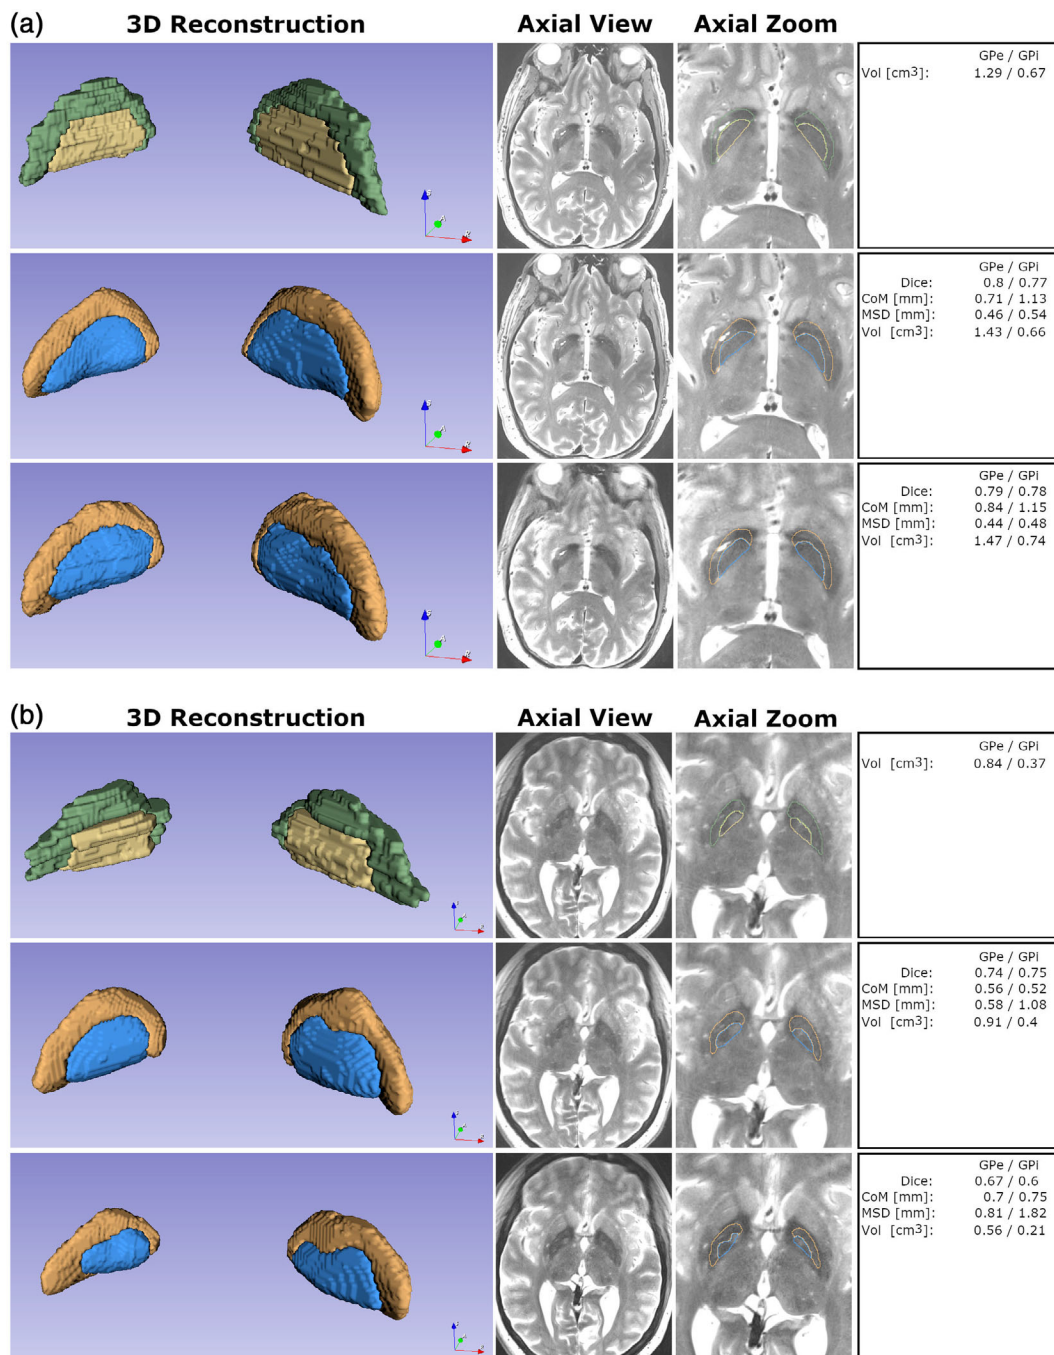 (a)
3D Reconstruction Axial View Axial Zoom
GPe / GPi
Vol [cm3]: 1.29 / 0.67
GPe / GPi
Dice: 0.8 / 0.77
CoM [mm]: 0.71 / 1.13
MSD [mm]: 0.46 / 0.54
Vol [cm3]: 1.43 / 0.66
GPe / GPi
Dice: 0.79 / 0.78
CoM [mm]: 0.84 / 1.15
MSD [mm]: 0.44 / 0.48
Vol [cm3]: 1.47 / 0.74
(b)
3D Reconstruction Axial View Axial Zoom
GPe / GPi
Vol [cm3]: 0.84 / 0.37
GPe / GPi
Dice: 0.74 / 0.75
CoM [mm]: 0.56 / 0.52
MSD [mm]: 0.58 / 1.08
Vol [cm3]: 0.91 / 0.4
GPe / GPi
Dice: 0.67 / 0.6
CoM [mm]: 0.7 / 0.75
MSD [mm]: 0.81 / 1.82
Vol [cm3]: 0.56 / 0.21